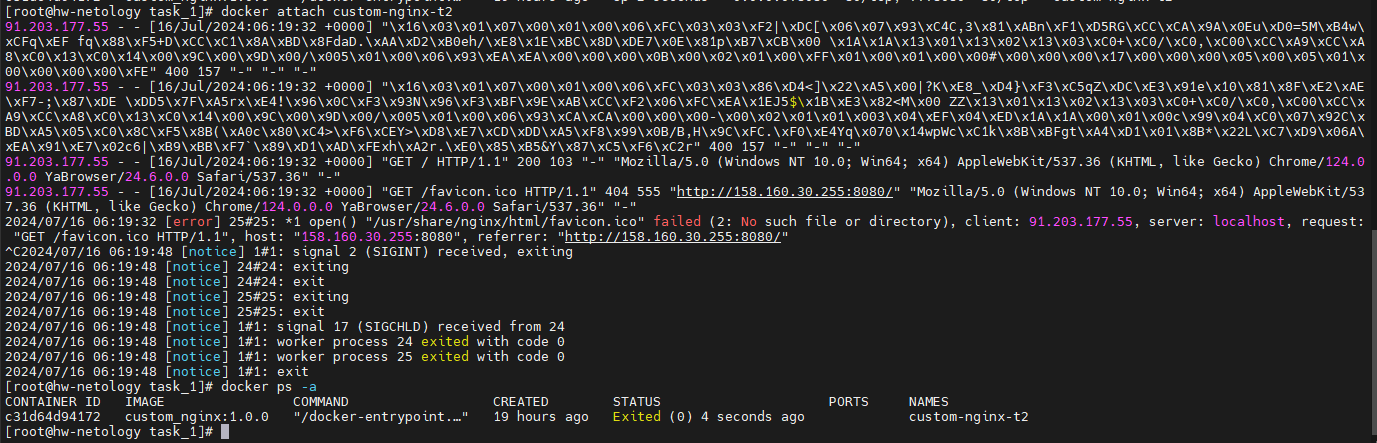 [root@hw-netology task_1]# docker attach custom-nginx-t2
91.203.177.55 - - [16/Jul/2024:06:19:32 +0000] "\x16\x03\x01\x07\x00\x01\x00\x06\xFC\x03\x03\xF2|\xDC[\x06\x07\x93\xC4C,3\x81\xABn\xF1\xD5RG\xCC\xCA\x9A\x0Eu\xD0=5M\xB4w\
xCFq\xEF fq\x88\xF5+D\xCC\xC1\x8A\xBD\x8FdaD.\xAA\xD2\xB0eh/\xE8\x1E\xBC\x8D\xDE7\x0E\x81p\xB7\xCB\x00 \x1A\x1A\x13\x01\x13\x02\x13\x03\xC0+\xC0/\xC0,\xC00\xCC\xA9\xCC\xA
8\xC0\x13\xC0\x14\x00\x9C\x00\x9D\x00/\x005\x01\x00\x06\x93\xEA\xEA\x00\x00\x00\x0B\x00\x02\x01\x00\xFF\x01\x00\x01\x00\x00#\x00\x00\x00\x17\x00\x00\x00\x05\x00\x05\x01\x
00\x00\x00\x00\xFE" 400 157 "-" "-" "-"
91.203.177.55 - - [16/Jul/2024:06:19:32 +0000] "\x16\x03\x01\x07\x00\x01\x00\x06\xFC\x03\x03\x86\xD4<]\x22\xA5\x00|?K\xE8_\xD4}\xF3\xC5qZ\xDC\xE3\x91e\x10\x81\x8F\xE2\xAE
\xF7-;\x87\xDE \xDD5\x7F\xA5rx\xE4!\x96\x0C\xF3\x93N\x96\xF3\xBF\x9E\xAB\xCC\xF2\x06\xFC\xEA\x1EJ5$\x1B\xE3\x82<M\x00 ZZ\x13\x01\x13\x02\x13\x03\xC0+\xC0/\xC0,\xC00\xCC\x
A9\xCC\xA8\xC0\x13\xC0\x14\x00\x9C\x00\x9D\x00/\x005\x01\x00\x06\x93\xCA\xCA\x00\x00\x00-\x00\x02\x01\x01\x003\x04\xEF\x04\xED\x1A\x1A\x00\x01\x00\x01\x00c\x99\x04\xC0\x07\x92C\x
BD\xA5\x05\xC0\x8C\xF5\x8B(\xA0c\x80\xC4>\xF6\xCEY>\xD8\xE7\xCD\xDD\xA5\xF8\x99\x0B/B,H\x9C\xFC.\xF0\xE4Yq\x070\x14wpWc\xC1k\x8B\xBFgt\xA4\xD1\x01\x8B*\x22L\xC7\xD9\x06A\
xEA\x91\xE7\x02c6|\xB9\xBB\xF7`\x89\xD1\xAD\xFExh\xA2r.\xE0\x85\xB5&Y\x87\xC5\xF6\xC2r" 400 157 "-" "-" "-"
91.203.177.55 - - [16/Jul/2024:06:19:32 +0000] "GET / HTTP/1.1" 200 103 "-" "Mozilla/5.0 (Windows NT 10.0; Win64; x64) AppleWebKit/537.36 (KHTML, like Gecko) Chrome/124.0
.0.0 YaBrowser/24.6.0.0 Safari/537.36" "-"
91.203.177.55 - - [16/Jul/2024:06:19:32 +0000] "GET /favicon.ico HTTP/1.1" 404 555 "http://158.160.30.255:8080/" "Mozilla/5.0 (Windows NT 10.0; Win64; x64) AppleWebKit/53
7.36 (KHTML, like Gecko) Chrome/124.0.0.0 YaBrowser/24.6.0.0 Safari/537.36" "-"
2024/07/16 06:19:32 [error] 25#25: *1 open() "/usr/share/nginx/html/favicon.ico" failed (2: No such file or directory), client: 91.203.177.55, server: localhost, request:
"GET /favicon.ico HTTP/1.1", host: "158.160.30.255:8080", referrer: "http://158.160.30.255:8080/"
^C2024/07/16 06:19:48 [notice] 1#1: signal 2 (SIGINT) received, exiting
2024/07/16 06:19:48 [notice] 24#24: exiting
2024/07/16 06:19:48 [notice] 24#24: exit
2024/07/16 06:19:48 [notice] 25#25: exiting
2024/07/16 06:19:48 [notice] 25#25: exit
2024/07/16 06:19:48 [notice] 1#1: signal 17 (SIGCHLD) received from 24
2024/07/16 06:19:48 [notice] 1#1: worker process 24 exited with code 0
2024/07/16 06:19:48 [notice] 1#1: worker process 25 exited with code 0
2024/07/16 06:19:48 [notice] 1#1: exit
[root@hw-netology task_1]# docker ps -a
CONTAINER ID IMAGE COMMAND CREATED STATUS PORTS NAMES
c31d64d94172 custom_nginx:1.0.0 "/docker-entrypoint.…" 19 hours ago Exited (0) 4 seconds ago custom-nginx-t2
[root@hw-netology task_1]#